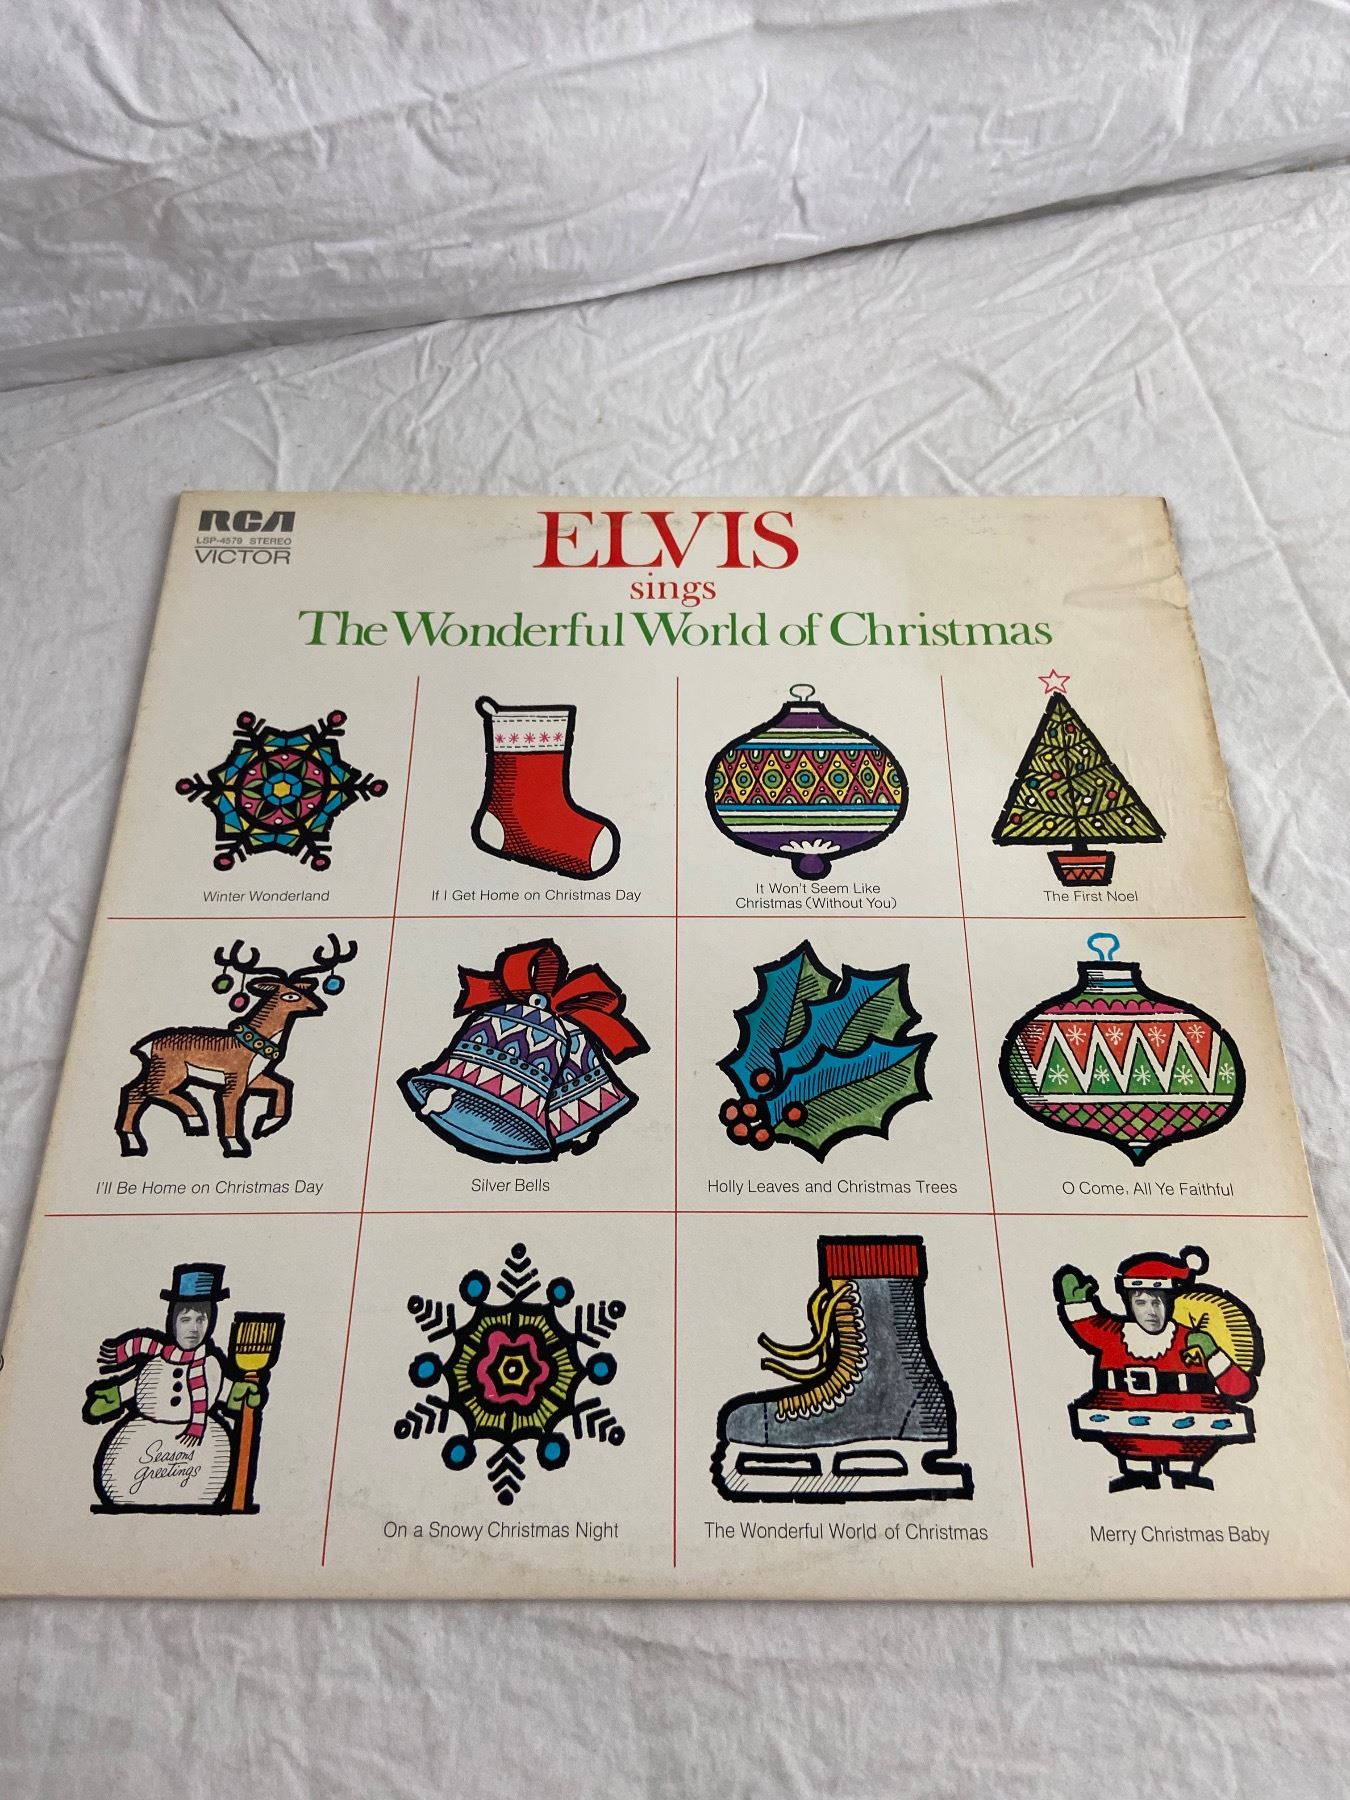 RCA
LSP-4579 STEREO
VICTOR
ELVIS
sings
The Wonderful World of Christmas
Winter Wonderland
If I Get Home on Christmas Day
It Won't Seem Like
Christmas (Without You)
The First Noel
I'll Be Home on Christmas Day
Silver Bells
Holly Leaves and Christmas Trees
O Come, All Ye Faithful
Seasons
greetings
On a Snowy Christmas Night
The Wonderful World of Christmas
Merry Christmas Baby